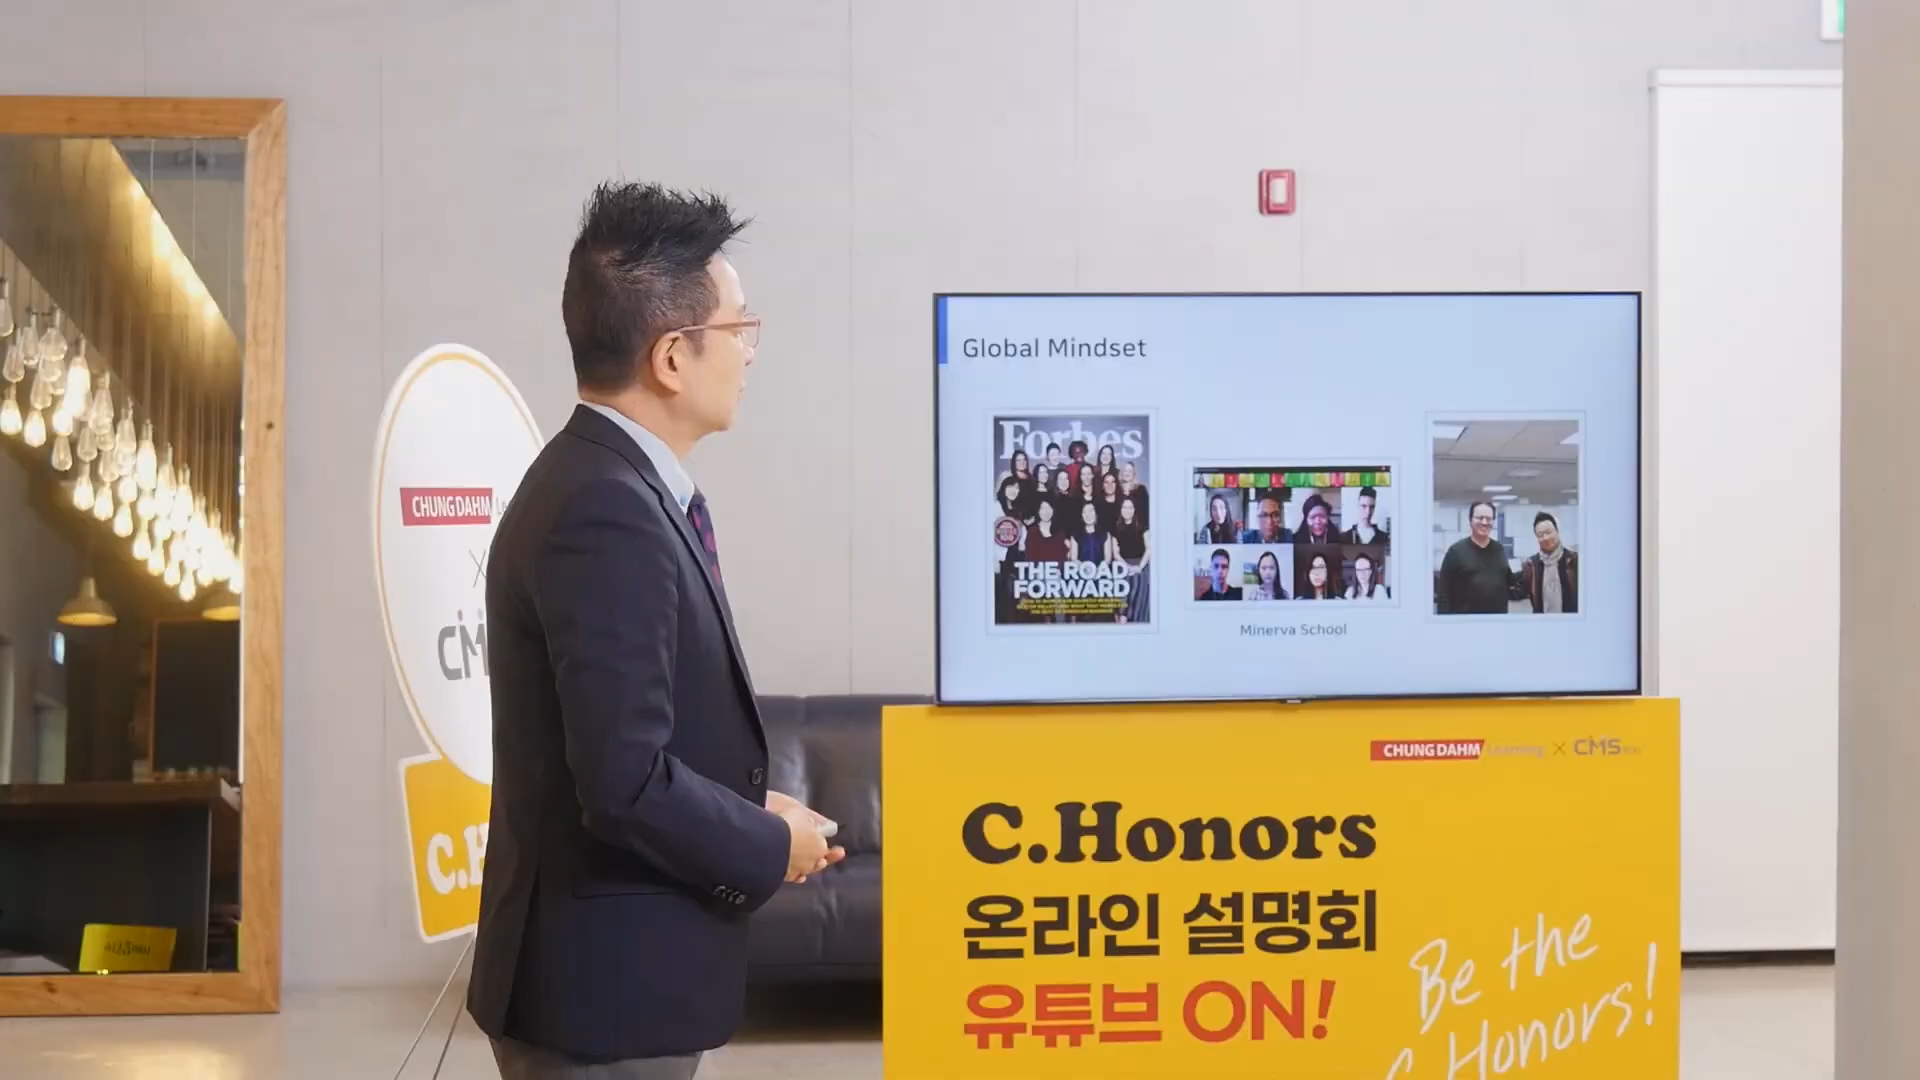 CHUNGDAHM
X
CM
C.H
Global Mindset
Forbes
THE ROAD
FORWARD
Minerva School
CHUNGDAHM Learning X CMS
C.Honors
온라인 설명회
유튜브 ON!
Be the
C.Honors!